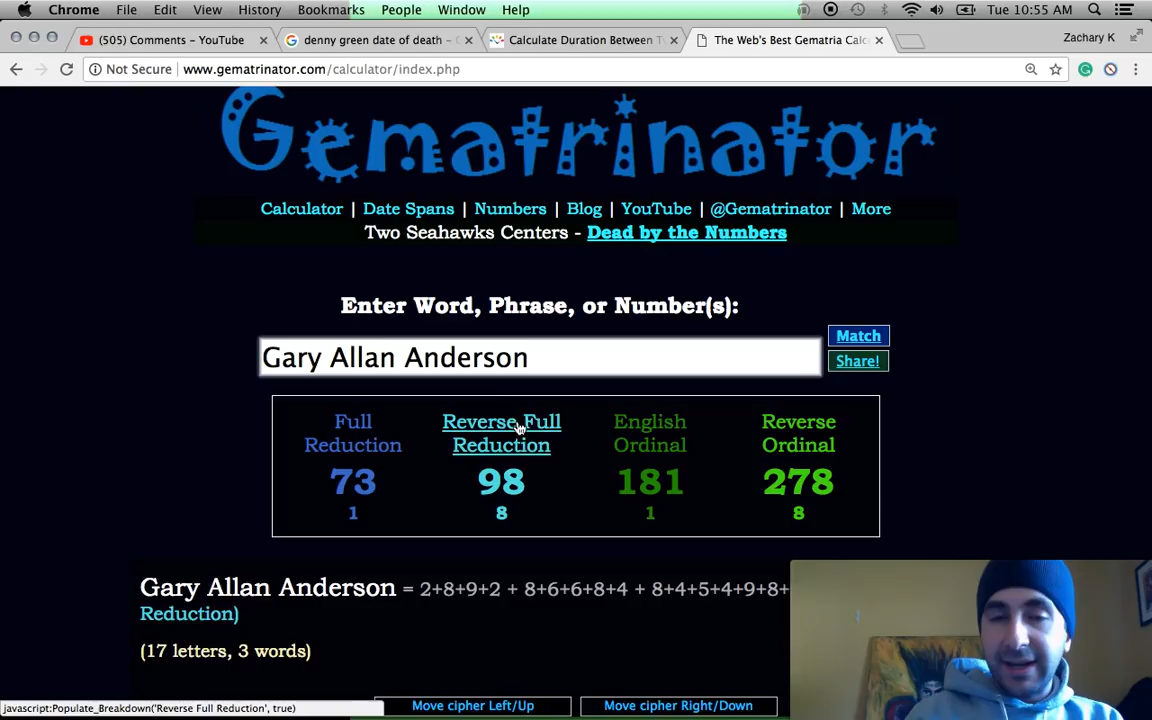 Chrome File Edit View History Bookmarks People Window Help Tue 10:55 AM
(505) Comments - YouTube × denny green date of death - × Calculate Duration Between Tw × The Web's Best Gematria Calc × Zachary K
Not Secure www.gematrinator.com/calculator/index.php
Gematrinator
Calculator | Date Spans | Numbers | Blog | YouTube | @Gematrinator | More
Two Seahawks Centers - Dead by the Numbers
Enter Word, Phrase, or Number(s):
Match
Gary Allan Anderson
Share!
Full Reverse Full English Reverse
Reduction Reduction Ordinal Ordinal
73 98 181 278
1 8 1 8
Gary Allan Anderson = 2+8+9+2 + 8+6+6+8+4 + 8+4+5+4+9+8+
Reduction)
(17 letters, 3 words)
javascript:Populate_Breakdown('Reverse Full Reduction', true) Move cipher Left/Up Move cipher Right/Down